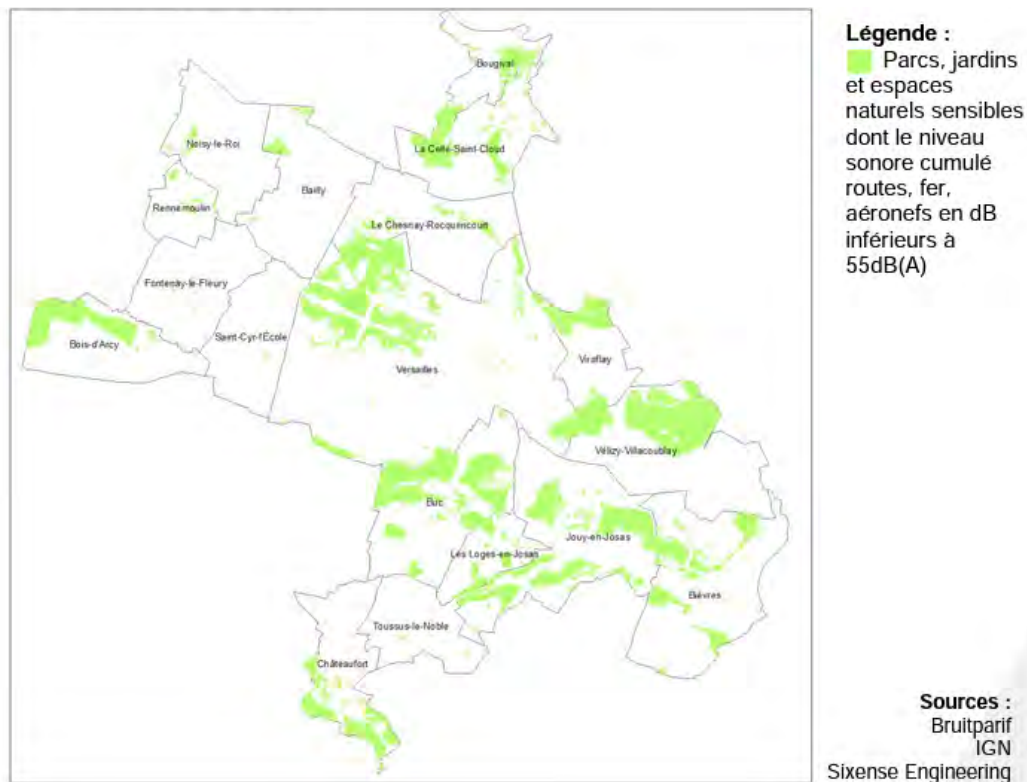 Légende :
Parcs, jardins
et espaces
naturels sensibles
dont le niveau
sonore cumulé
routes, fer,
aéronefs en dB
inférieurs à
55dB(A)
Bougival
Noisy-le-Roi
La Celle-Saint-Cloud
Bailly
Rennemoulin
Le Chesnay-Rocquencourt
Fontenay-le-Fleury
Saint-Cyr-l'École
Bois-d'Arcy
Viroflay
Versailles
Vélizy-Villacoublay
Buc
Jouy-en-Josas
Les Loges-en-Josas
Bièvres
Toussus-le-Noble
Châteaufort
Sources :
Bruitparif
IGN
Sixense Engineering